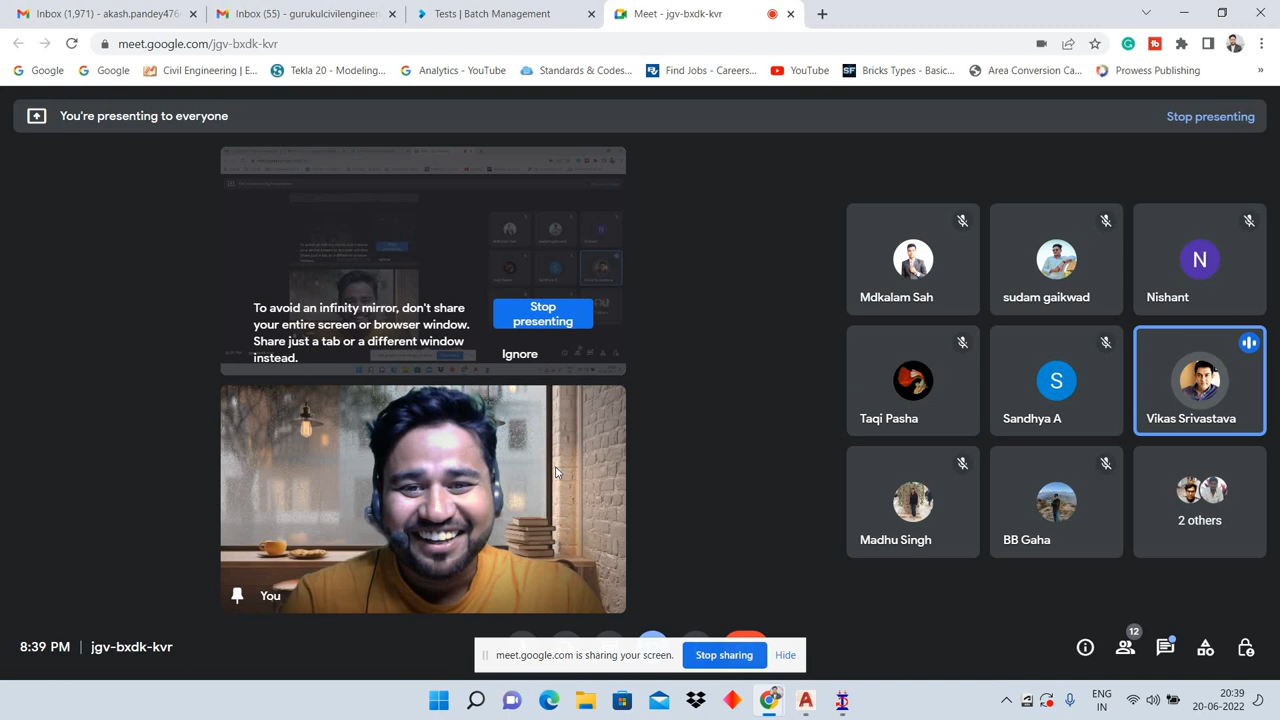 Inbox (1,971) - akash.pandey476
Inbox (55) - gurukulcivilengineer
Tests | Batch Management
Meet - jgv-bxdk-kvr
meet.google.com/jgv-bxdk-kvr
Google
Google
Civil Engineering | E...
Tekla 20 - Modeling...
Analytics - YouTube
Standards & Codes...
Find Jobs - Careers...
YouTube
Bricks Types - Basic...
Area Conversion Ca...
Prowess Publishing
»
You're presenting to everyone
Stop presenting
To avoid an infinity mirror, don't share
your entire screen or browser window.
Share just a tab or a different window
instead.
Stop
presenting
Ignore
Mdkalam Sah
sudam gaikwad
N
Nishant
Taqi Pasha
S
Sandhya A
Vikas Srivastava
Madhu Singh
BB Gaha
2 others
You
8:39 PM | jgv-bxdk-kvr
12
meet.google.com is sharing your screen.
Stop sharing
Hide
ENG
IN
20:39
20-06-2022